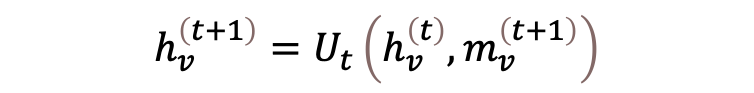 h_v^{(t+1)} = U_t(h_v^{(t)}, m_v^{(t+1)})